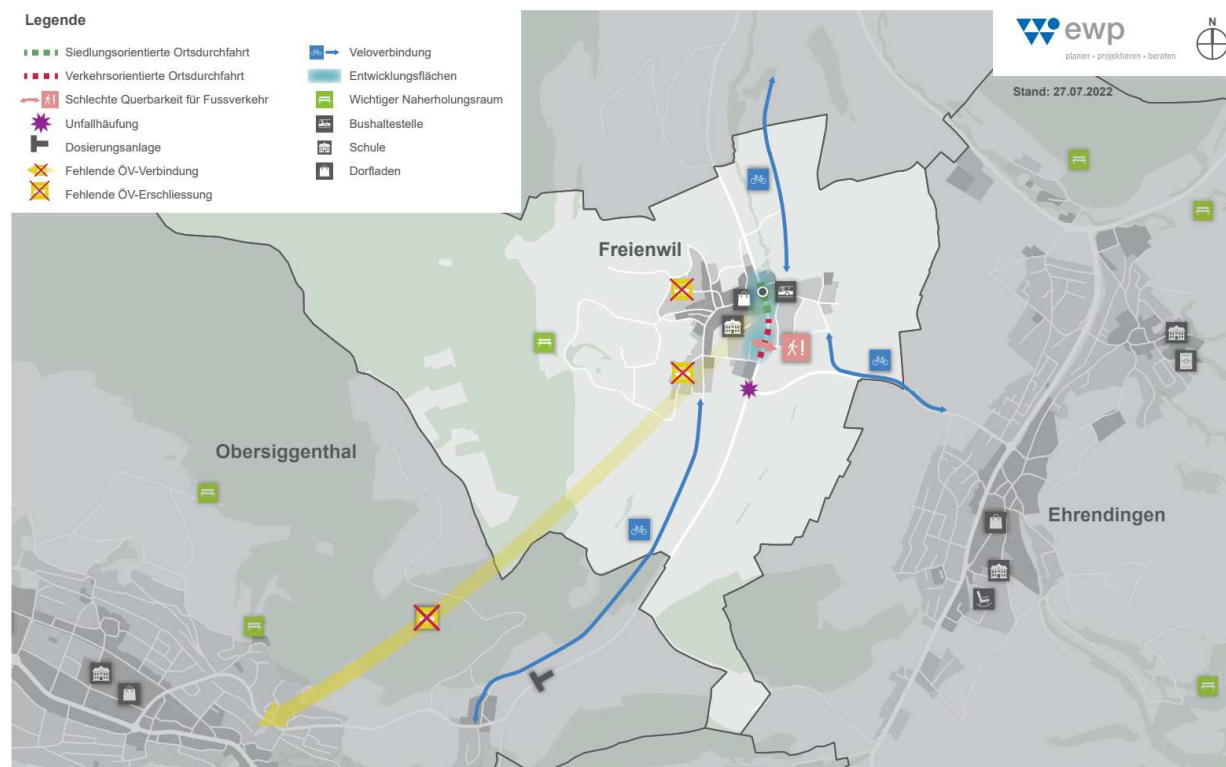 Legende
Siedlungsorientierte Ortsdurchfahrt
Verkehrsorientierte Ortsdurchfahrt
Schlechte Querbarkeit für Fussverkehr
Unfallhäufung
Dosierungsanlage
Fehlende ÖV-Verbindung
Fehlende ÖV-Erschliessung
Veloverbindung
Entwicklungsflächen
Wichtiger Naherholungsraum
Bushaltestelle
Schule
Dorfladen
ewp
planen • projektieren • beraten
N
Stand: 27.07.2022
Freienwil
Obersiggenthal
Ehrendingen